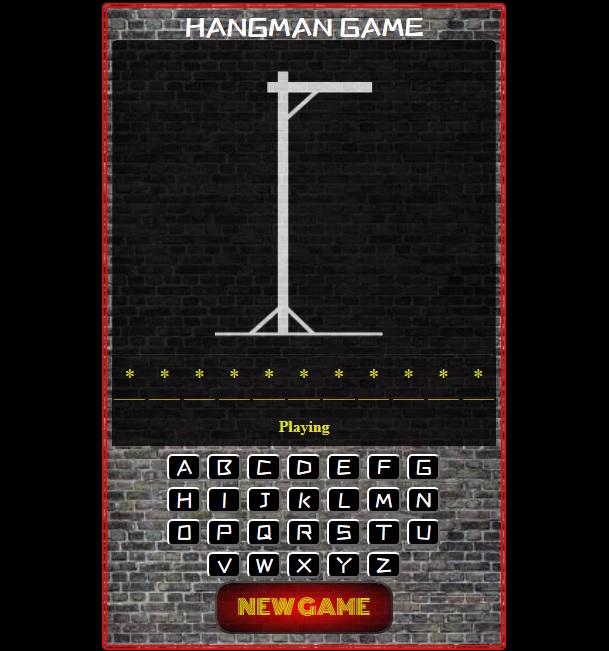 HANGMAN GAME
* * * * * * * * * * *
Playing
A B C D E F G
H I J K L M N
O P Q R S T U
V W X Y Z
NEW GAME